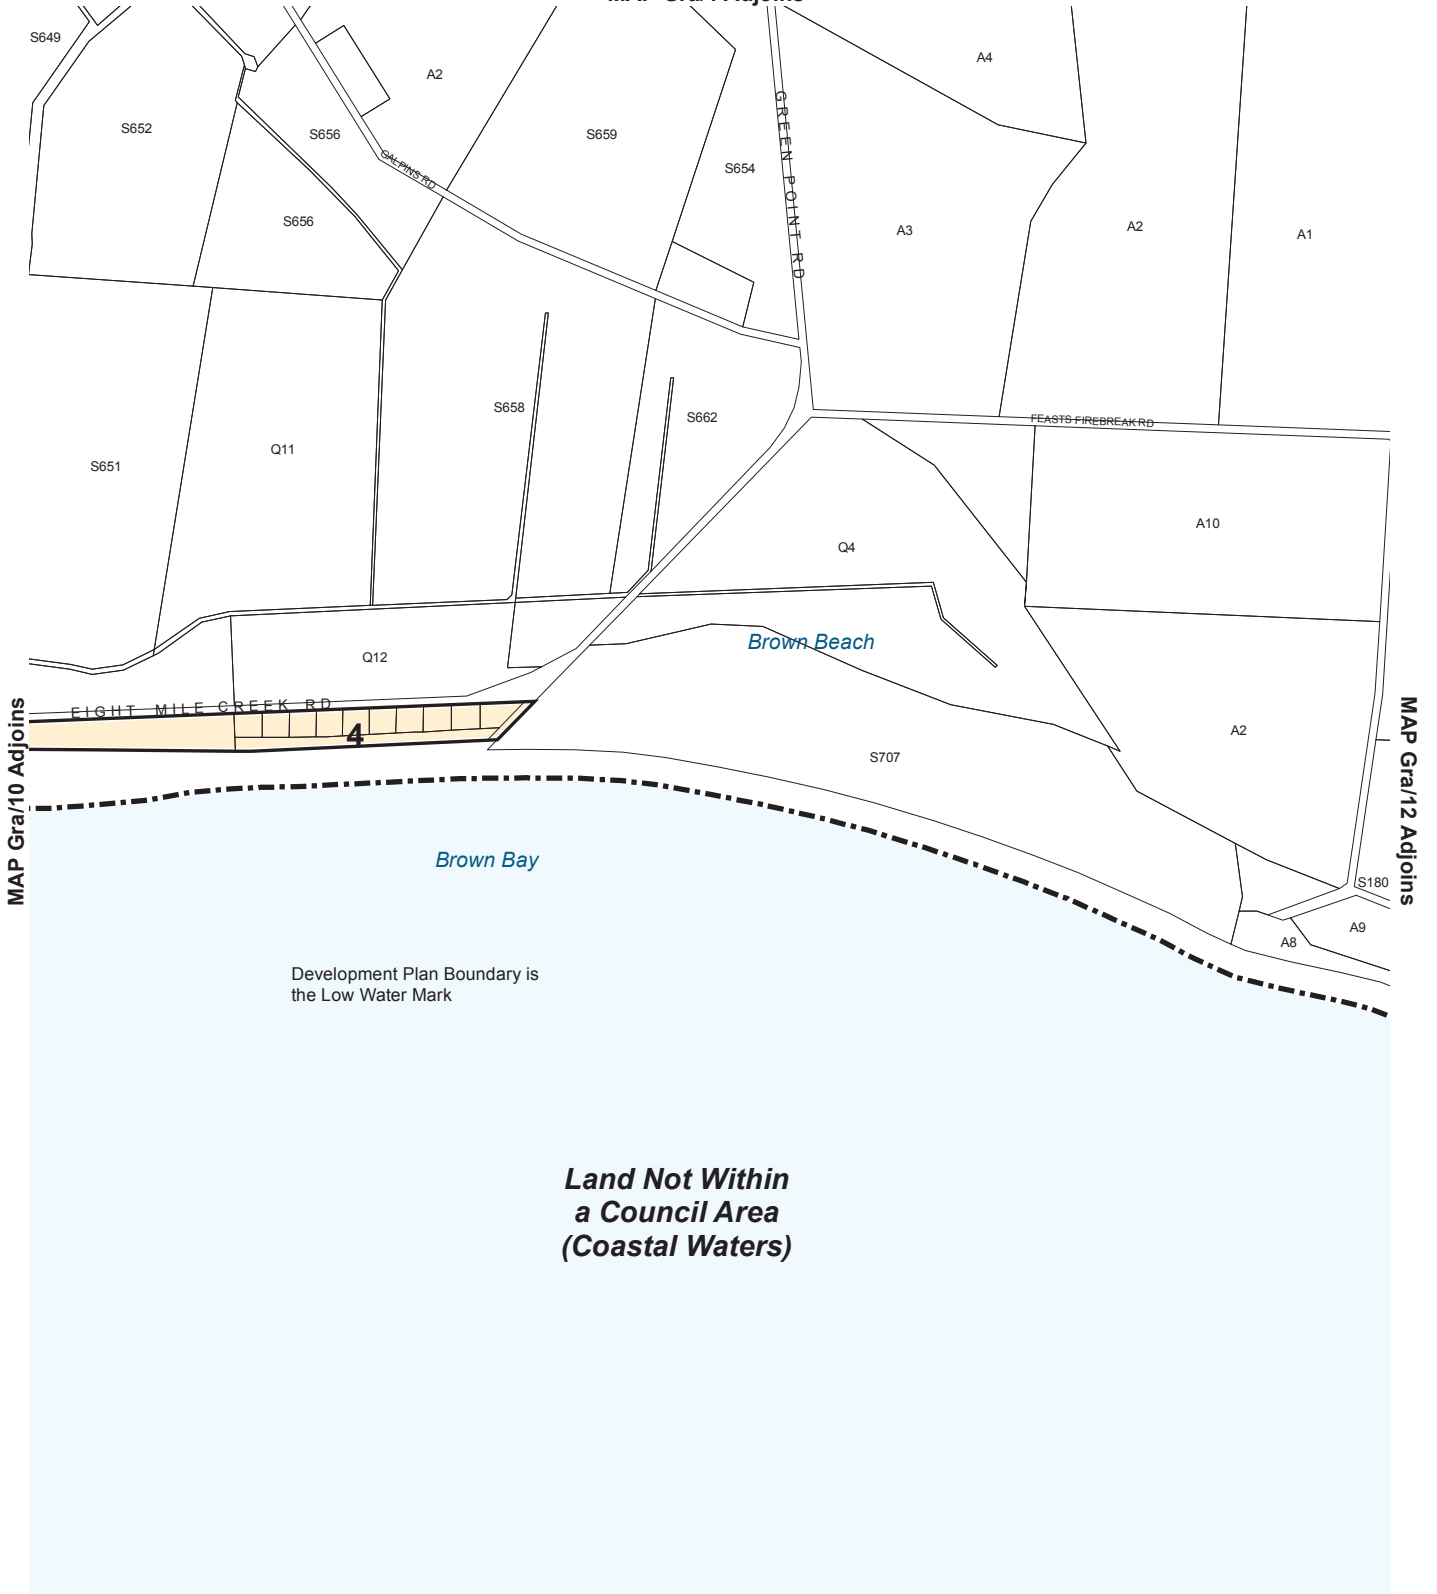 S649
A2
A4
S652
S656
S659
GALPINS RD
S654
GREEN POINT RD
S656
A3
A2
A1
S658
S662
FEASTS FIREBREAK RD
Q11
S651
A10
Q4
Brown Beach
Q12
EIGHT MILE CREEK RD
4
A2
S707
MAP Gra/10 Adjoins
MAP Gra/12 Adjoins
Brown Bay
S180
A9
A8
Development Plan Boundary is
the Low Water Mark
Land Not Within
a Council Area
(Coastal Waters)